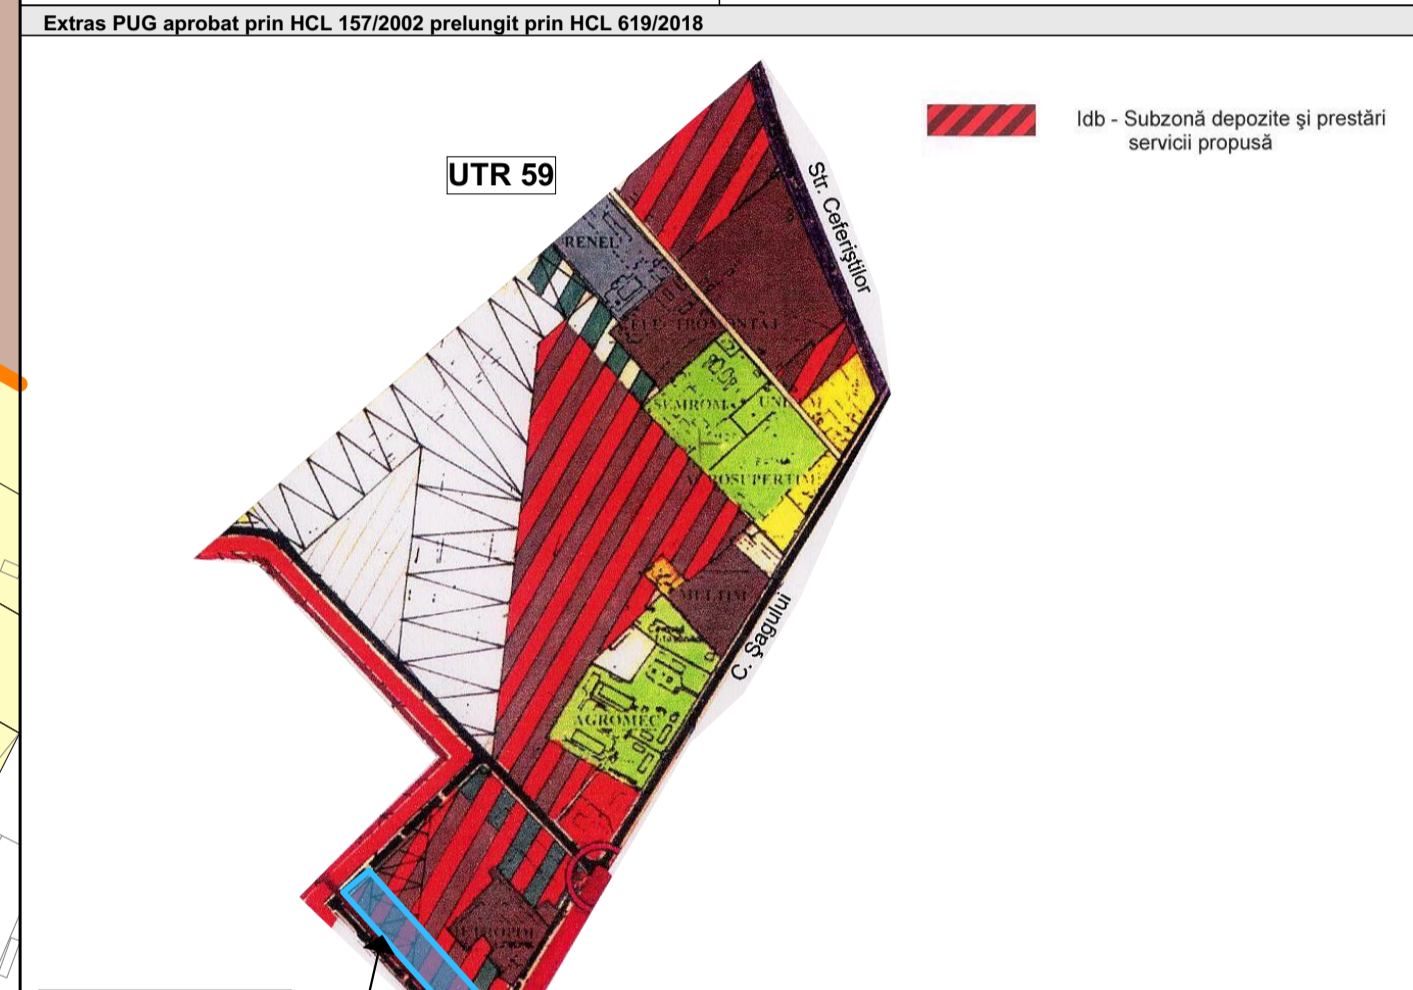 Extras PUG aprobat prin HCL 157/2002 prelungit prin HCL 619/2018
Idb - Subzonă depozite şi prestări
servicii propusă
UTR 59
Str. Ceferiştilor
RENEL
SEMROM
MULTIM
C. Şagului
AGROMEC